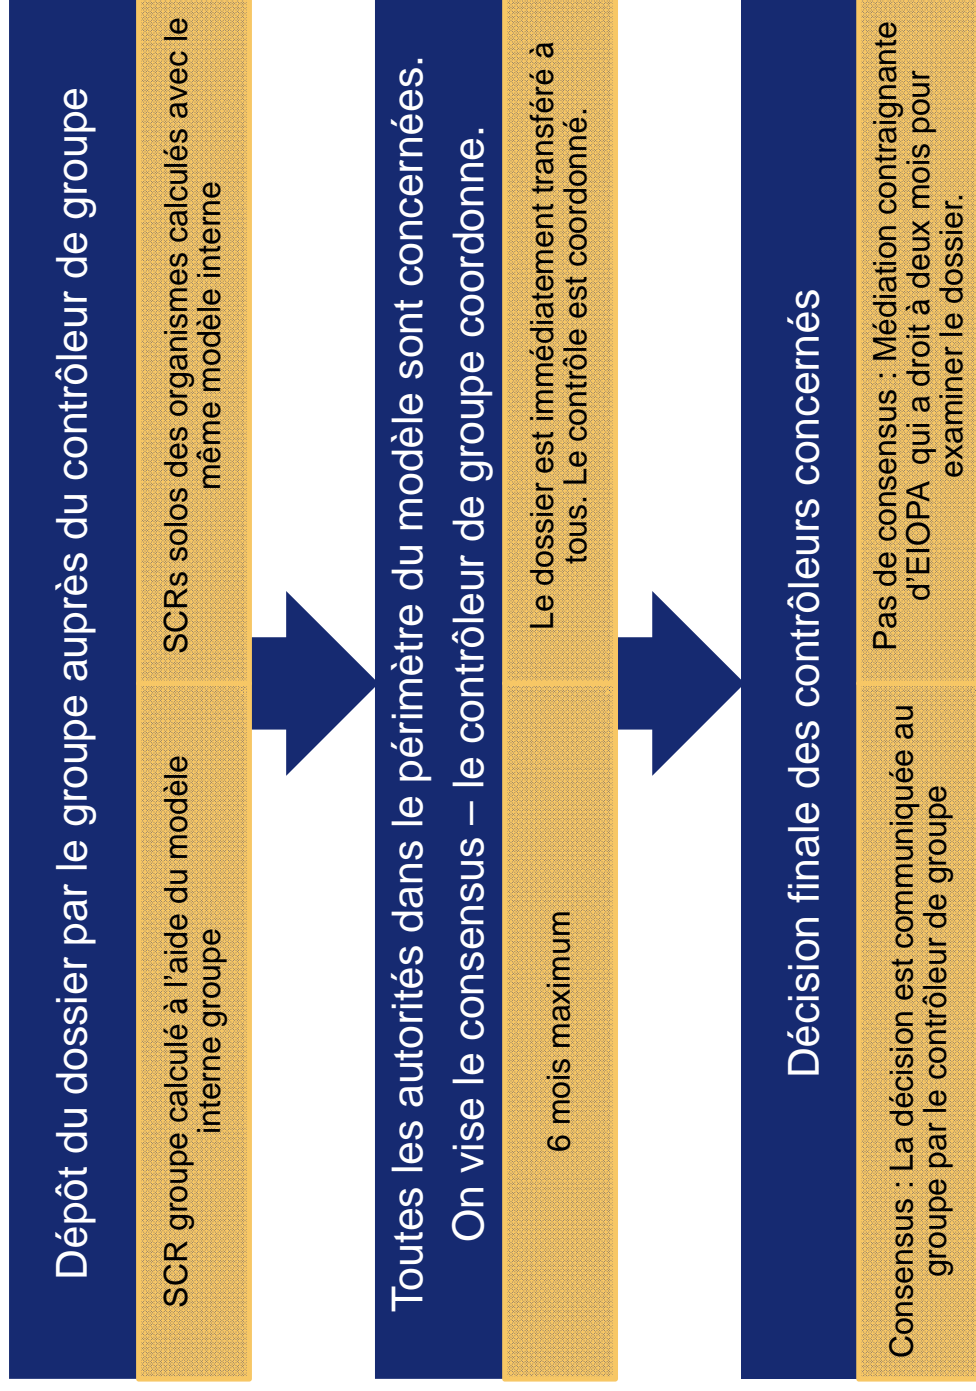 Dépôt du dossier par le groupe auprès du contrôleur de groupe
SCR groupe calculé à l’aide du modèle
interne groupe
SCRs solos des organismes calculés avec le
même modèle interne
Toutes les autorités dans le périmètre du modèle sont concernées.
On vise le consensus – le contrôleur de groupe coordonne.
6 mois maximum
Le dossier est immédiatement transféré à
tous. Le contrôle est coordonné.
Décision finale des contrôleurs concernés
Consensus : La décision est communiquée au
groupe par le contrôleur de groupe
Pas de consensus : Médiation contraignante
d’EIOPA qui a droit à deux mois pour
examiner le dossier.